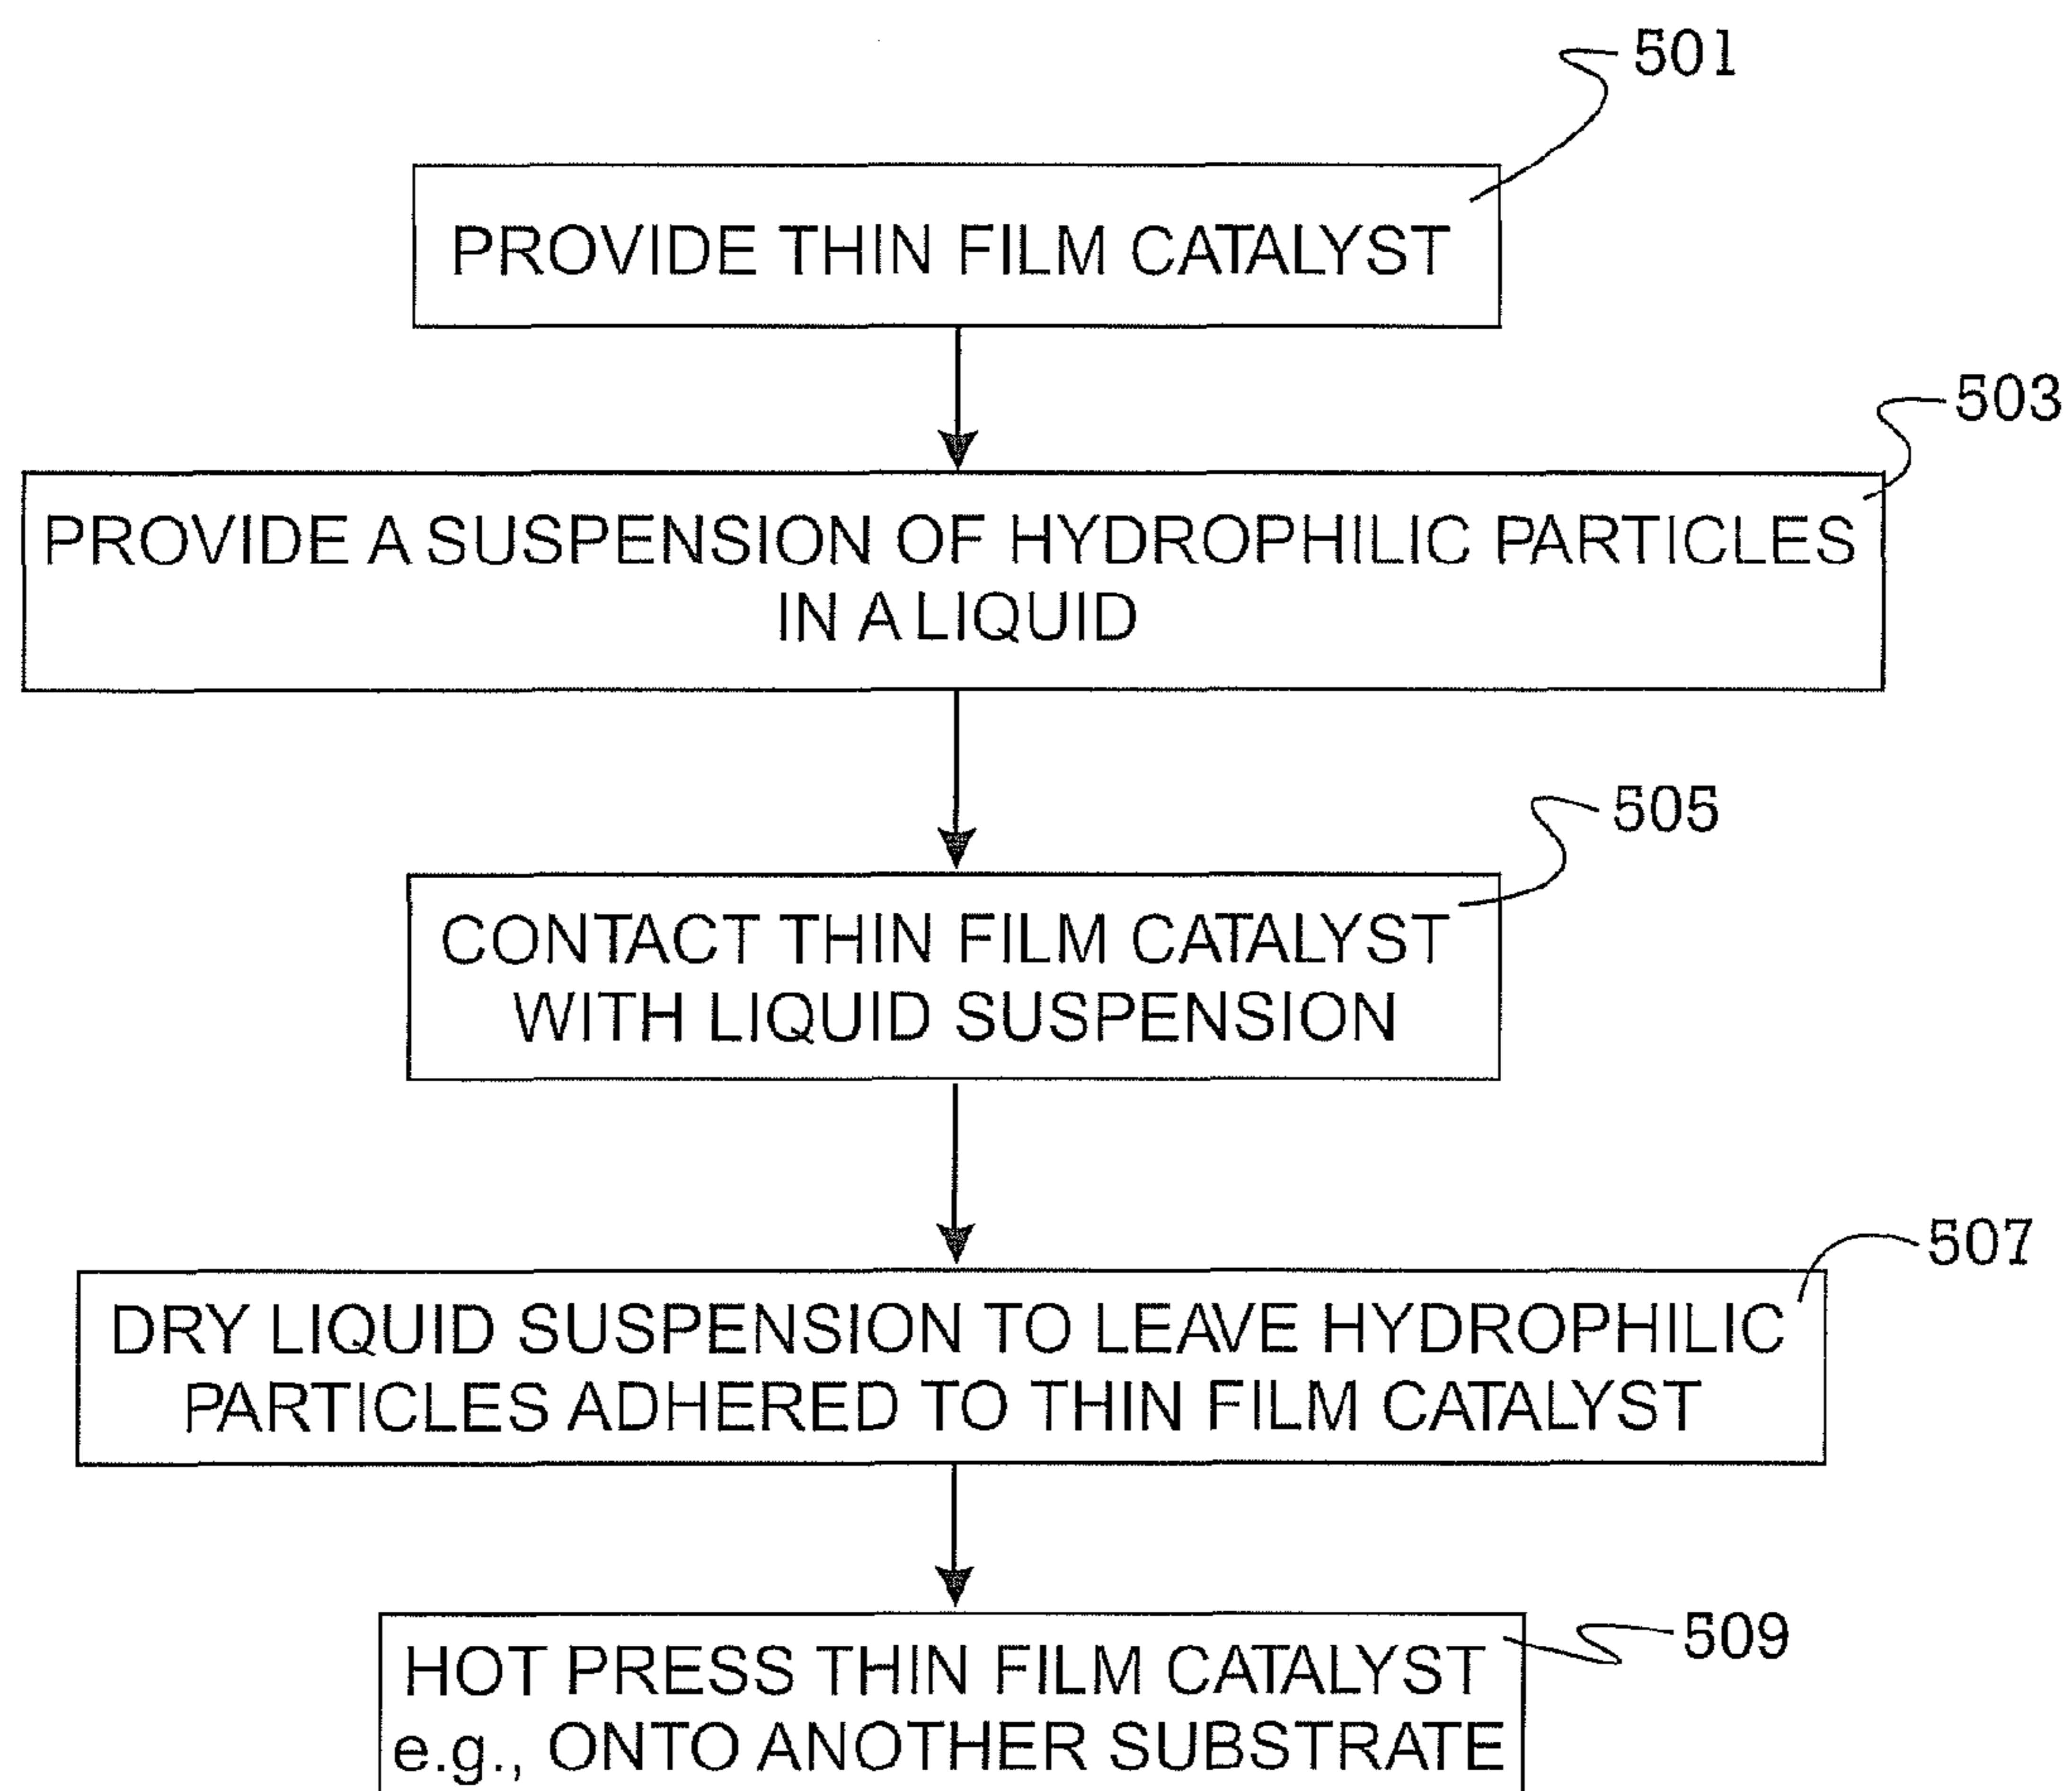 501
PROVIDE THIN FILM CATALYST
503
PROVIDE A SUSPENSION OF HYDROPHILIC PARTICLES
IN A LIQUID
505
CONTACT THIN FILM CATALYST
WITH LIQUID SUSPENSION
507
DRY LIQUID SUSPENSION TO LEAVE HYDROPHILIC
PARTICLES ADHERED TO THIN FILM CATALYST
509
HOT PRESS THIN FILM CATALYST
e.g., ONTO ANOTHER SUBSTRATE